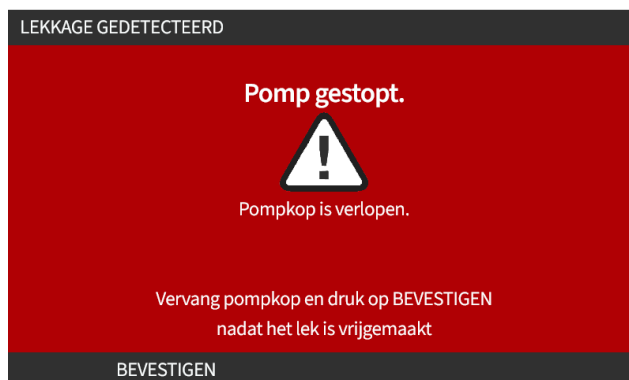 LEKKAGE GEDETECTEERD
Pomp gestopt.
!
Pompkop is verlopen.
Vervang pompkop en druk op BEVESTIGEN
nadat het lek is vrijgemaakt
BEVESTIGEN